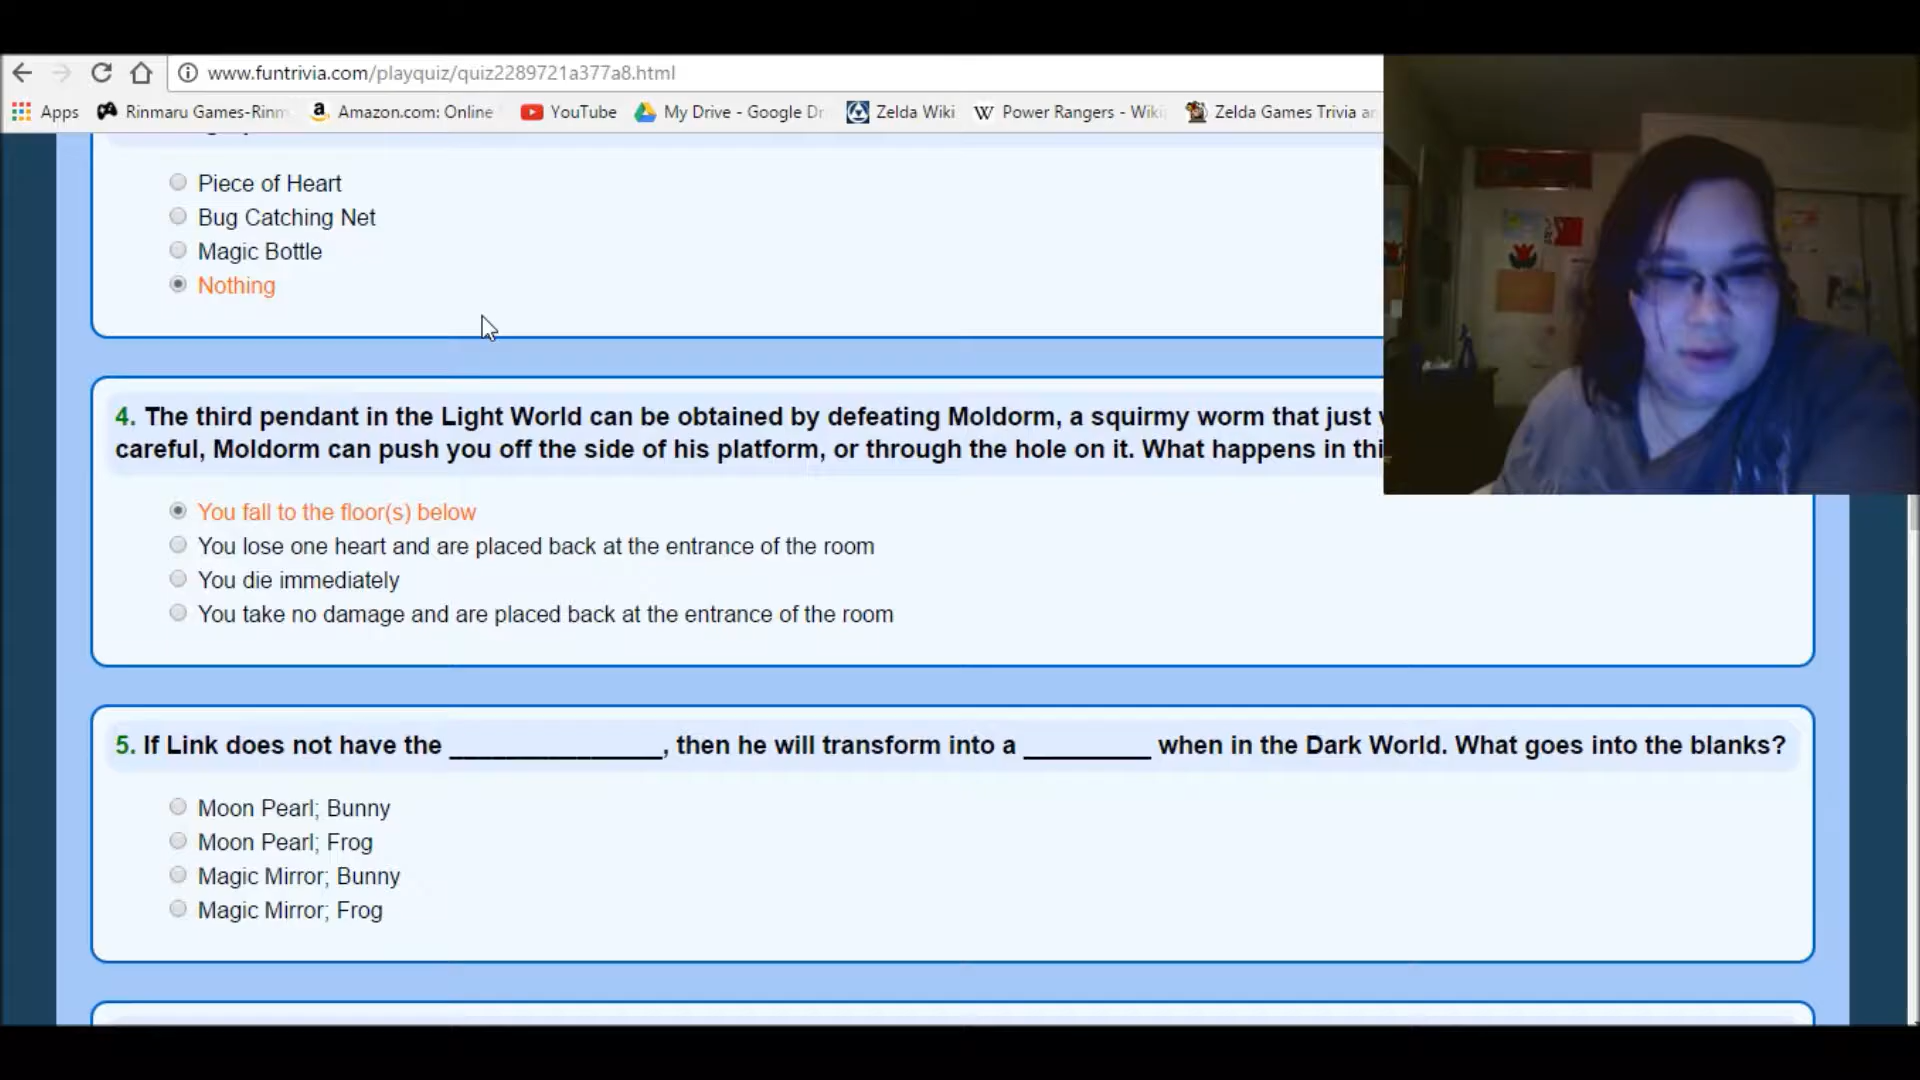 www.funtrivia.com/playquiz/quiz2289721a377a8.html
Apps Rinmaru Games-Rinm Amazon.com: Online YouTube My Drive - Google Dr Zelda Wiki Power Rangers - Wiki Zelda Games Trivia an
Piece of Heart
Bug Catching Net
Magic Bottle
Nothing
4. The third pendant in the Light World can be obtained by defeating Moldorm, a squirmy worm that just
careful, Moldorm can push you off the side of his platform, or through the hole on it. What happens in thi
You fall to the floor(s) below
You lose one heart and are placed back at the entrance of the room
You die immediately
You take no damage and are placed back at the entrance of the room
5. If Link does not have the _______________, then he will transform into a _________ when in the Dark World. What goes into the blanks?
Moon Pearl; Bunny
Moon Pearl; Frog
Magic Mirror; Bunny
Magic Mirror; Frog